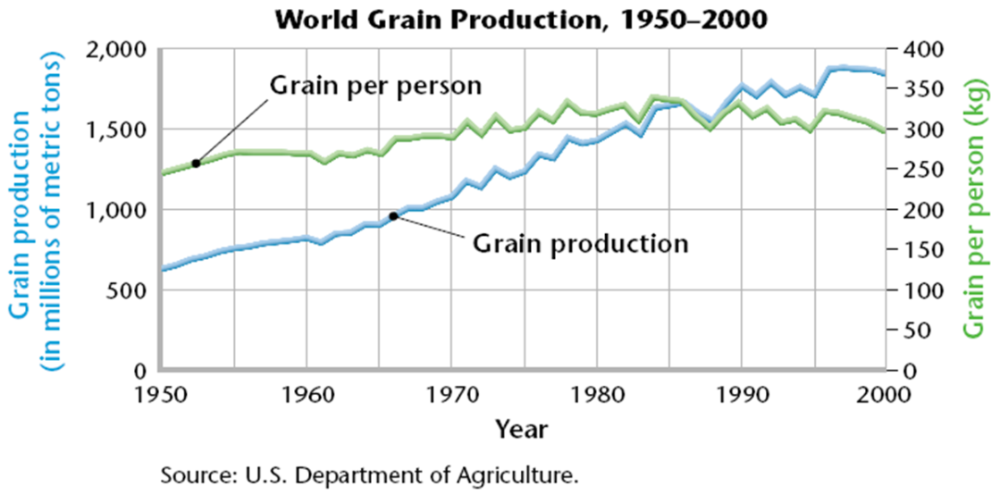 World Grain Production, 1950–2000
Grain production
(in millions of metric tons)
2,000
1,500
1,000
500
0
Grain per person
Grain production
400
350
300
250
200
150
100
50
0
Grain per person (kg)
1950 1960 1970 1980 1990 2000
Year
Source: U.S. Department of Agriculture.